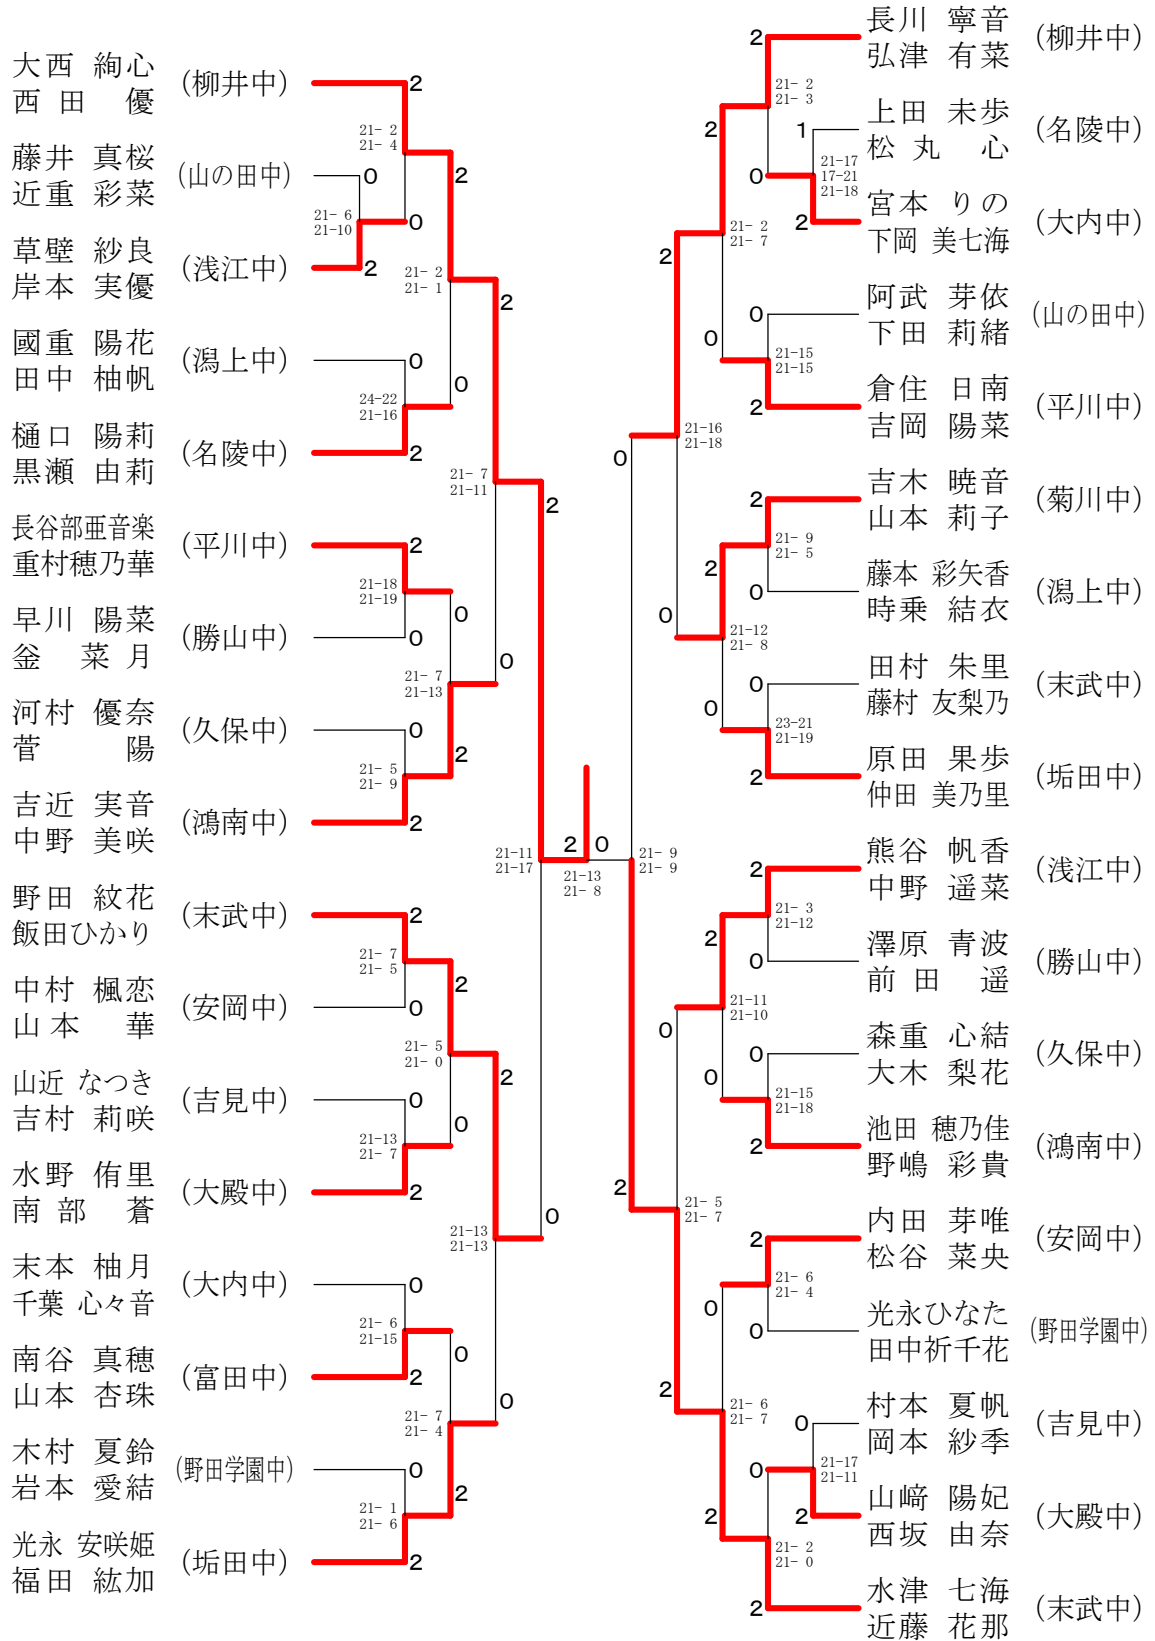 大西 絢心
西田 優
(柳井中)
2
21- 2
21- 4
藤井 真桜
近重 彩菜
(山の田中)
0
2
21- 6
21-10
0
草壁 紗良
岸本 実優
(浅江中)
2
21- 2
21- 1
2
國重 陽花
田中 柚帆
(潟上中)
0
0
24-22
21-16
樋口 陽莉
黒瀬 由莉
(名陵中)
2
21- 7
21-11
2
長谷部亜音楽
重村穂乃華
(平川中)
2
21-18
21-19
0
早川 陽菜
釜 菜月
(勝山中)
0
0
21- 7
21-13
河村 優奈
菅 陽
(久保中)
0
2
21- 5
21- 9
吉近 実音
中野 美咲
(鴻南中)
2
21-11
21-17
2
0
21-13
21- 8
野田 紋花
飯田ひかり
(末武中)
2
21- 7
21- 5
2
中村 楓恋
山本 華
(安岡中)
0
21- 5
21- 0
2
山近 なつき
吉村 莉咲
(吉見中)
0
0
21-13
21- 7
水野 侑里
南部 蒼
(大殿中)
2
0
21-13
21-13
末本 柚月
千葉 心々音
(大内中)
0
21- 6
21-15
0
南谷 真穂
山本 杏珠
(富田中)
2
0
21- 7
21- 4
木村 夏鈴
岩本 愛結
(野田学園中)
0
2
21- 1
21- 6
光永 安咲姫
福田 紘加
(垢田中)
2
長川 寧音
弘津 有菜
(柳井中)
2
21- 2
21- 3
上田 未歩
松丸 心
(名陵中)
1
2
21-17
17-21
21-18
0
宮本 りの
下岡 美七海
(大内中)
2
21- 2
21- 7
2
阿武 芽依
下田 莉緒
(山の田中)
0
0
21-15
21-15
倉住 日南
吉岡 陽菜
(平川中)
2
21-16
21-18
0
吉木 暁音
山本 莉子
(菊川中)
2
21- 9
21- 5
2
藤本 彩矢香
時乗 結衣
(潟上中)
0
0
21-12
21- 8
田村 朱里
藤村 友梨乃
(末武中)
0
0
23-21
21-19
原田 果歩
仲田 美乃里
(垢田中)
2
21- 9
21- 9
熊谷 帆香
中野 遥菜
(浅江中)
2
21- 3
21-12
2
澤原 青波
前田 遥
(勝山中)
0
21-11
21-10
0
森重 心結
大木 梨花
(久保中)
0
0
21-15
21-18
池田 穂乃佳
野嶋 彩貴
(鴻南中)
2
2
21- 5
21- 7
内田 芽唯
松谷 菜央
(安岡中)
2
21- 6
21- 4
0
光永ひなた
田中祈千花
(野田学園中)
0
2
21- 6
21- 7
村本 夏帆
岡本 紗季
(吉見中)
0
21-17
21-11
0
山﨑 陽妃
西坂 由奈
(大殿中)
2
2
21- 2
21- 0
水津 七海
近藤 花那
(末武中)
2